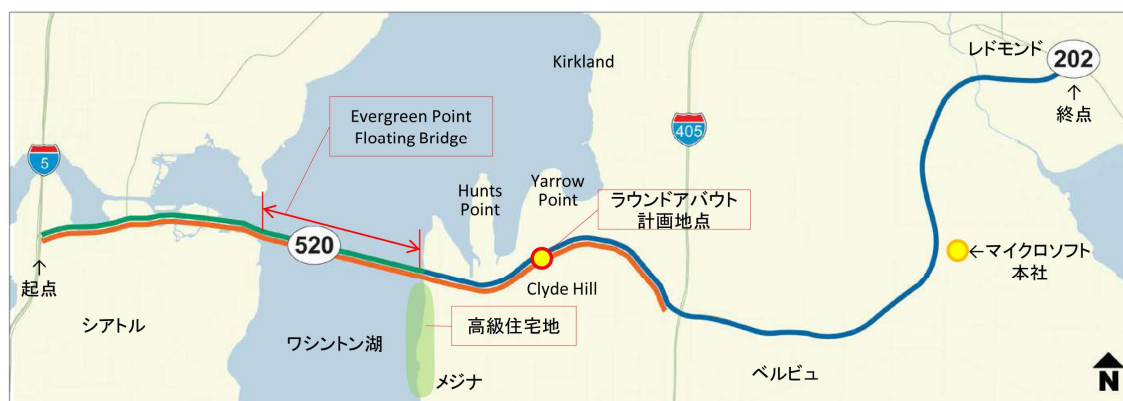 レドモンド
202
↑
終点
Kirkland
405
Evergreen Point
Floating Bridge
5
Hunts
Point
Yarrow
Point
ラウンドアバウト
計画地点
520
←マイクロソフト
本社
↑
起点
Clyde Hill
シアトル
高級住宅地
ワシントン湖
メジナ
ベルビュ
N